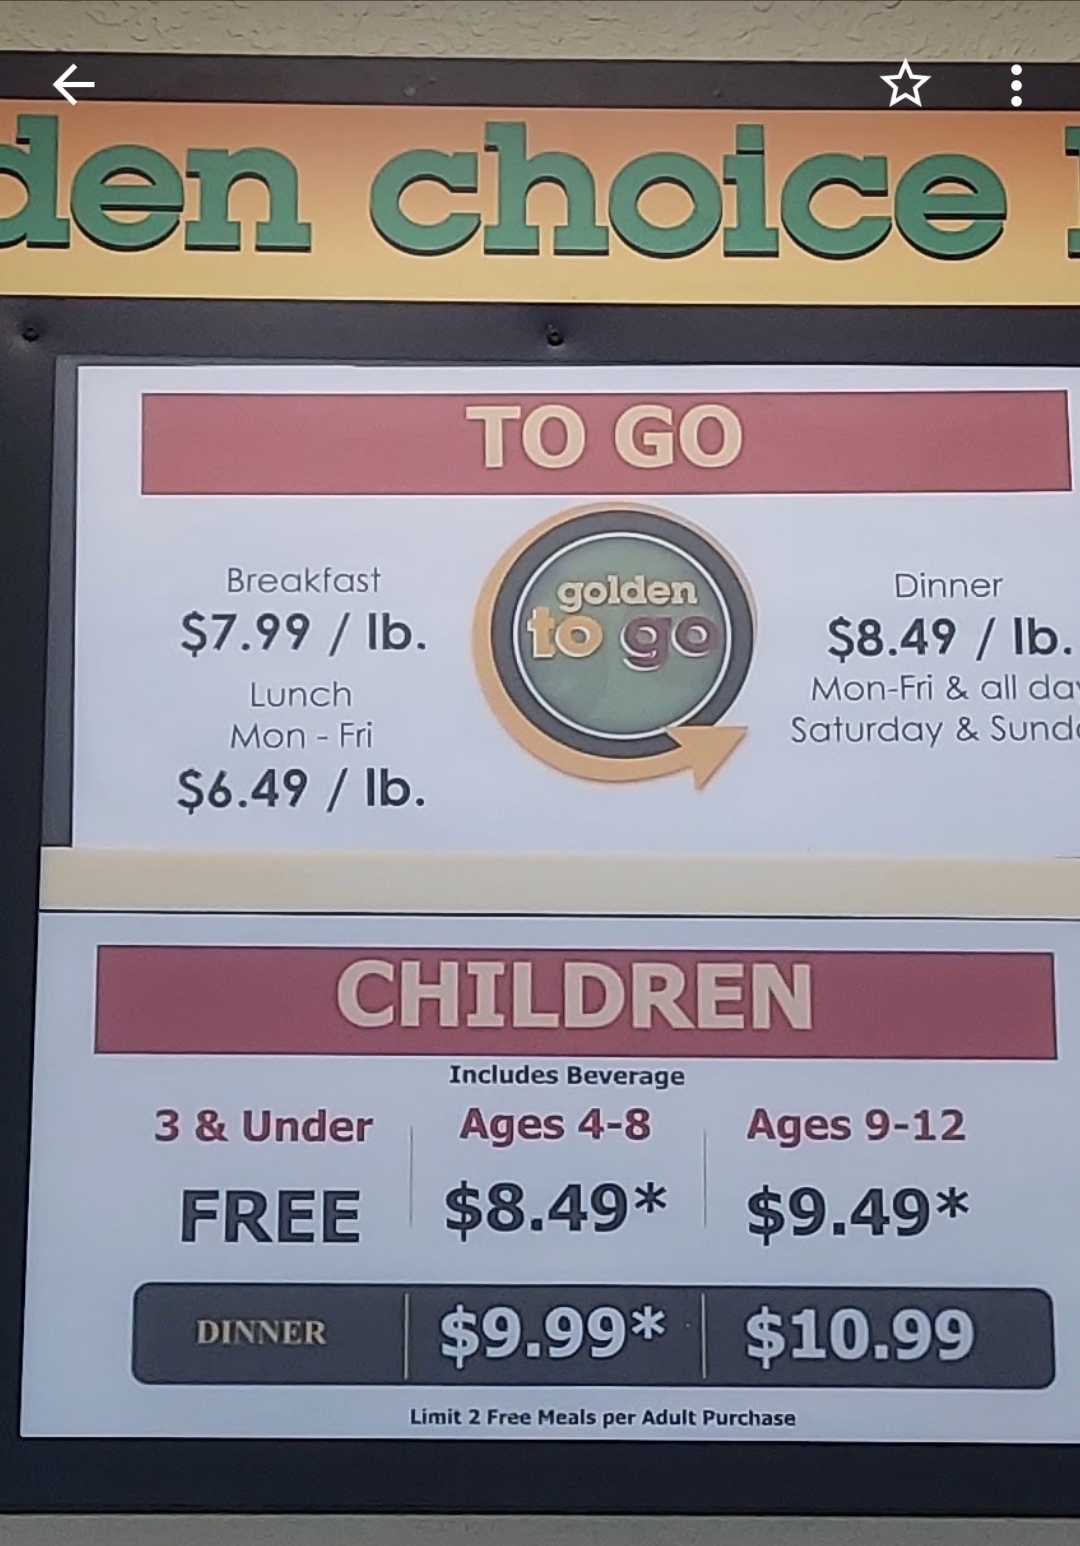 den choice
TO GO
Breakfast
$7.99 / lb.
Lunch
Mon - Fri
$6.49 / lb.
golden
to go
Dinner
$8.49 / lb.
Mon-Fri & all da
Saturday & Sund
CHILDREN
Includes Beverage
3 & Under
FREE
Ages 4-8
$8.49*
Ages 9-12
$9.49*
DINNER
$9.99*
$10.99
Limit 2 Free Meals per Adult Purchase